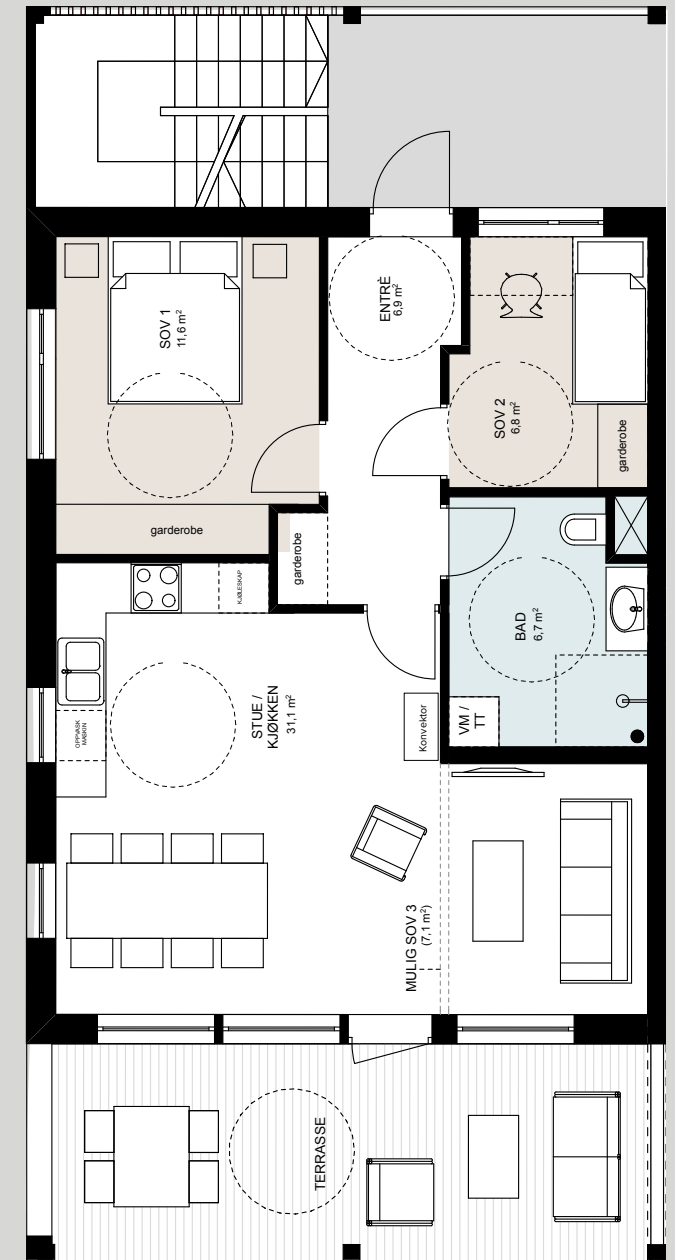 SOV 1
11,6 m²
ENTRÈ
6,9 m²
SOV 2
6,8 m²
garderobe
garderobe
garderobe
KJØLESKAP
BAD
6,7 m²
STUE /
KJØKKEN
31,1 m²
OPPVASK
MASKIN
Konvektor
VM /
TT
MULIG SOV 3
(7,1 m²)
TERRASSE